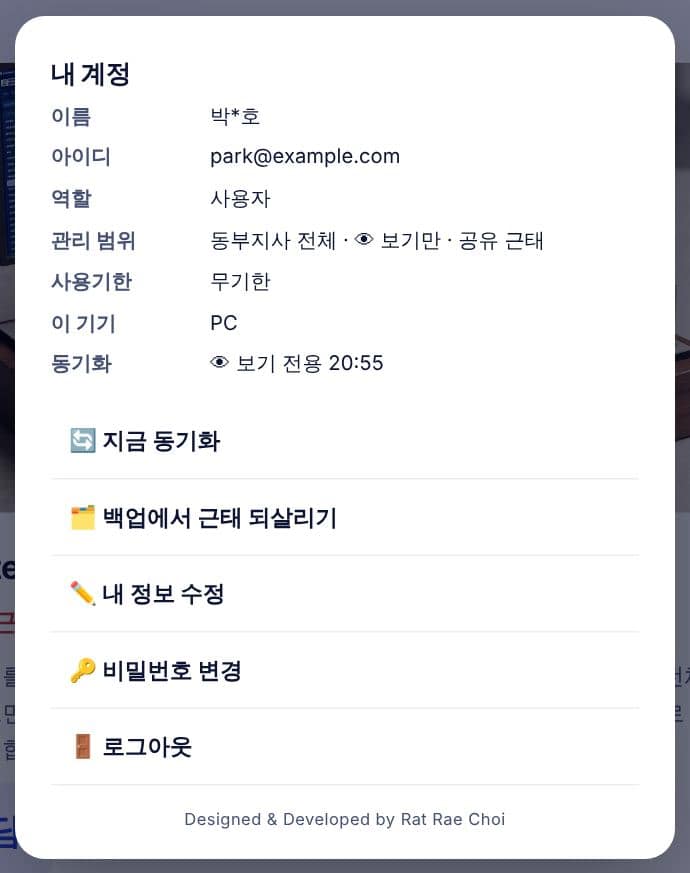 내 계정
이름 박*호
아이디 park@example.com
역할 사용자
관리 범위 동부지사 전체 · 👁 보기만 · 공유 근태
사용기한 무기한
이 기기 PC
동기화 👁 보기 전용 20:55
🔄 지금 동기화
🗂️ 백업에서 근태 되살리기
✏️ 내 정보 수정
🔑 비밀번호 변경
🚪 로그아웃
Designed & Developed by Rat Rae Choi